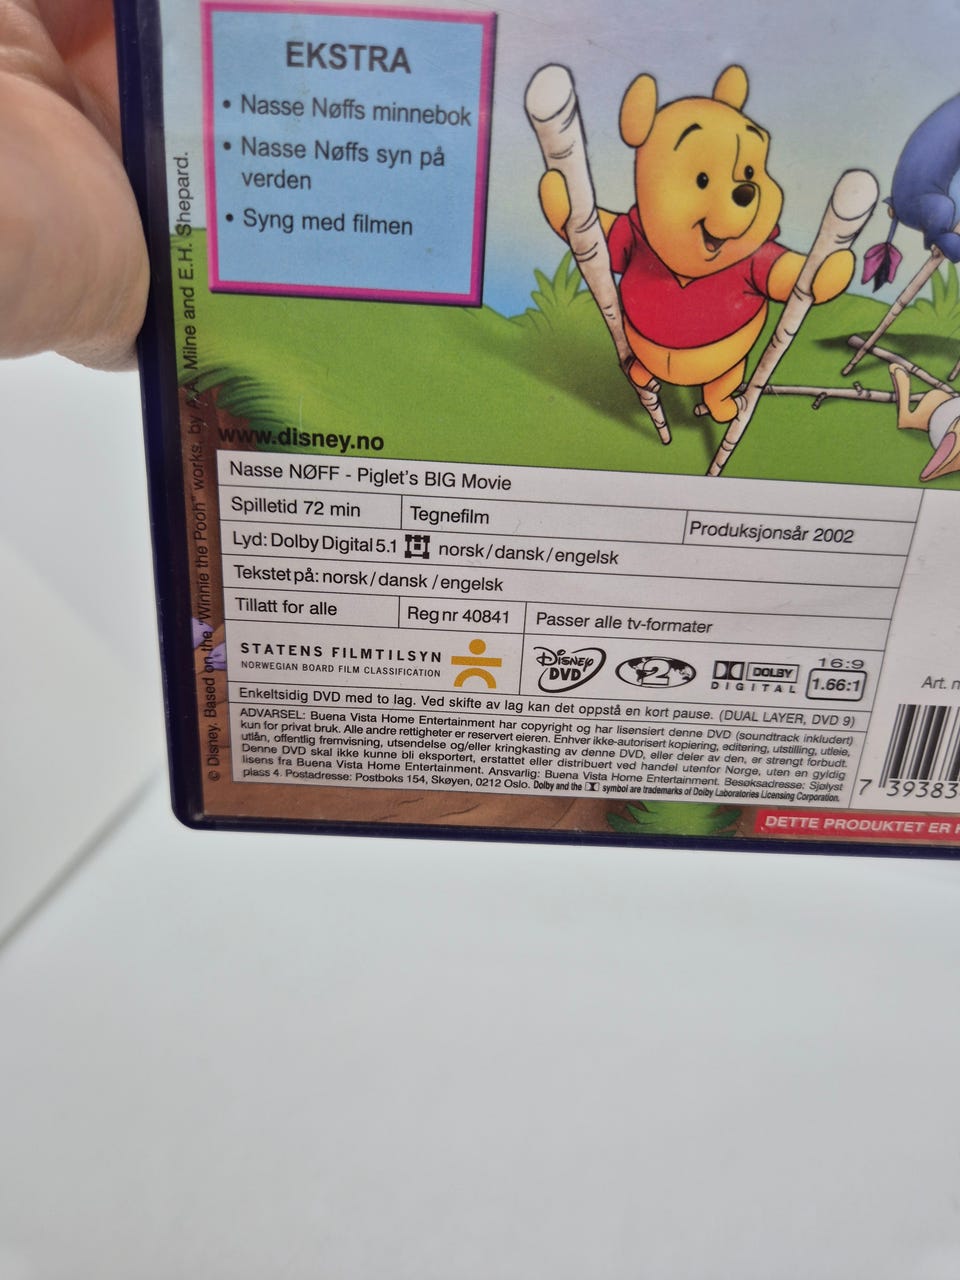 EKSTRA
• Nasse Nøffs minnebok
• Nasse Nøffs syn på
verden
• Syng med filmen
© Disney. Based on the "Winnie the Pooh" works, by A.A. Milne and E.H. Shepard.
www.disney.no
Nasse NØFF - Piglet's BIG Movie
Spilletid 72 min Tegnefilm Produksjonsår 2002
Lyd: Dolby Digital 5.1 norsk/dansk/engelsk
Tekstet på: norsk/dansk/engelsk
Tillatt for alle Reg nr 40841 Passer alle tv-formater
STATENS FILMTILSYN
NORWEGIAN BOARD FILM CLASSIFICATION
DISNEY DVD
2
DOLBY
DIGITAL
16:9
1.66:1
Art. n
Enkeltsidig DVD med to lag. Ved skifte av lag kan det oppstå en kort pause. (DUAL LAYER, DVD 9)
ADVARSEL: Buena Vista Home Entertainment har copyright og har lisensiert denne DVD (soundtrack inkludert)
kun for privat bruk. Alle andre rettigheter er reservert eieren. Enhver ikke-autorisert kopiering, editering, utstilling, utleie,
utlån, offentlig fremvisning, utsendelse og/eller kringkasting av denne DVD, eller deler av den, er strengt forbudt.
Denne DVD skal ikke kunne bli eksportert, erstattet eller distribuert ved handel utenfor Norge, uten en gyldig
lisens fra Buena Vista Home Entertainment. Ansvarlig: Buena Vista Home Entertainment. Besøksadresse: Sjølyst
plass 4. Postadresse: Postboks 154, Skøyen, 0212 Oslo. Dolby and the symbol are trademarks of Dolby Laboratories Licensing Corporation.
7 39383
DETTE PRODUKTET ER